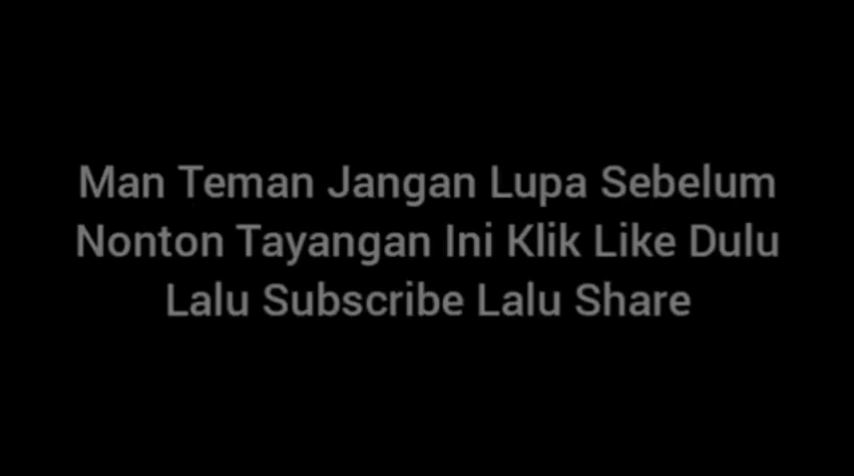 Man Teman Jangan Lupa Sebelum
Nonton Tayangan Ini Klik Like Dulu
Lalu Subscribe Lalu Share